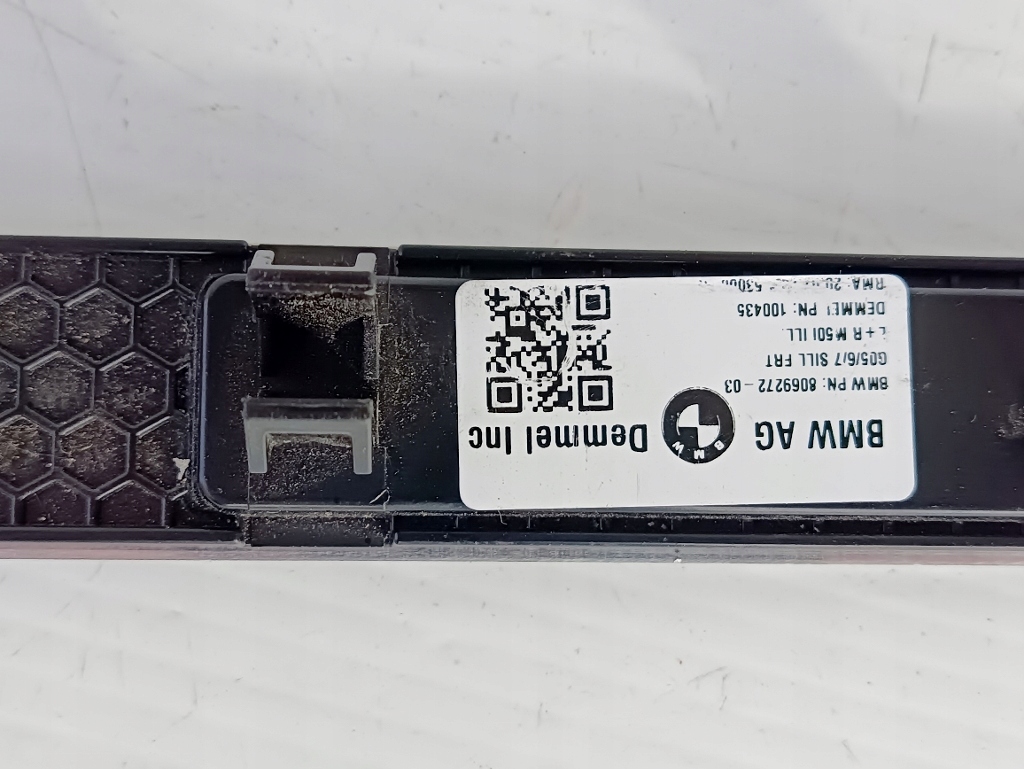 BMW AG BMW Demmel Inc
BMW PN: 8069272-03
G05/6/7 SILL FRT
L+R M50I ILL.
DEMMEL PN: 100435
RMA: